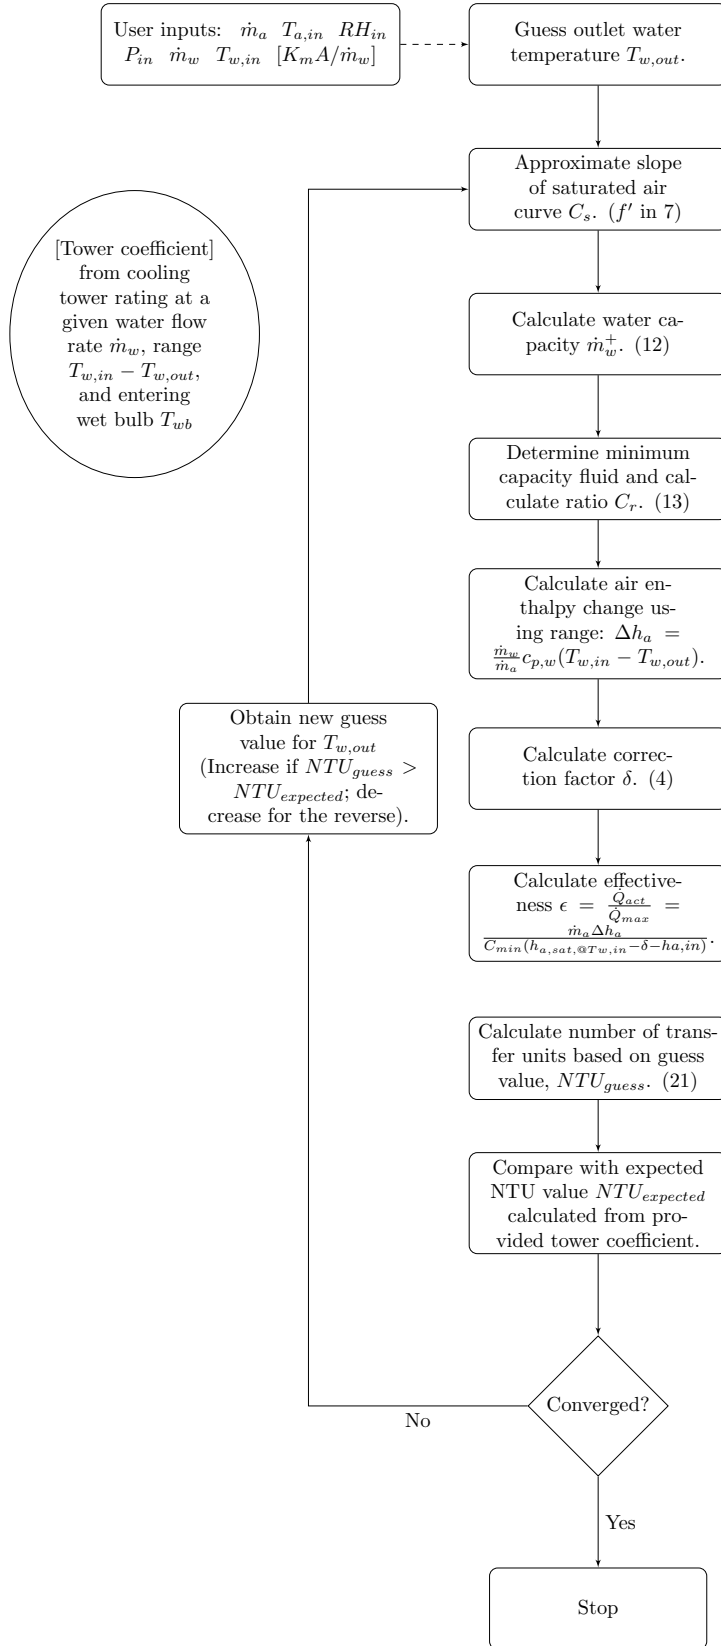 User inputs: ṁ_a T_{a,in} RH_{in}
P_{in} ṁ_w T_{w,in} [K_mA/ṁ_w]
Guess outlet water
temperature T_{w,out}.
Approximate slope
of saturated air
curve C_s. (f′ in 7)
[Tower coefficient]
from cooling
tower rating at a
given water flow
rate ṁ_w, range
T_{w,in} − T_{w,out},
and entering
wet bulb T_{wb}
Calculate water ca-
pacity ṁ_w^+. (12)
Determine minimum
capacity fluid and cal-
culate ratio C_r. (13)
Calculate air en-
thalpy change us-
ing range: Δh_a =
\frac{ṁ_w}{ṁ_a} c_{p,w}(T_{w,in} − T_{w,out}).
Obtain new guess
value for T_{w,out}
(Increase if NTU_{guess} >
NTU_{expected}; de-
crease for the reverse).
Calculate correc-
tion factor δ. (4)
Calculate effective-
ness ϵ = \frac{Q̇_{act}}{Q̇_{max}} =
\frac{ṁ_aΔh_a}{C_{min}(h_{a,sat,@Tw,in}−δ−ha,in)}.
Calculate number of trans-
fer units based on guess
value, NTU_{guess}. (21)
Compare with expected
NTU value NTU_{expected}
calculated from pro-
vided tower coefficient.
Converged?
No
Yes
Stop